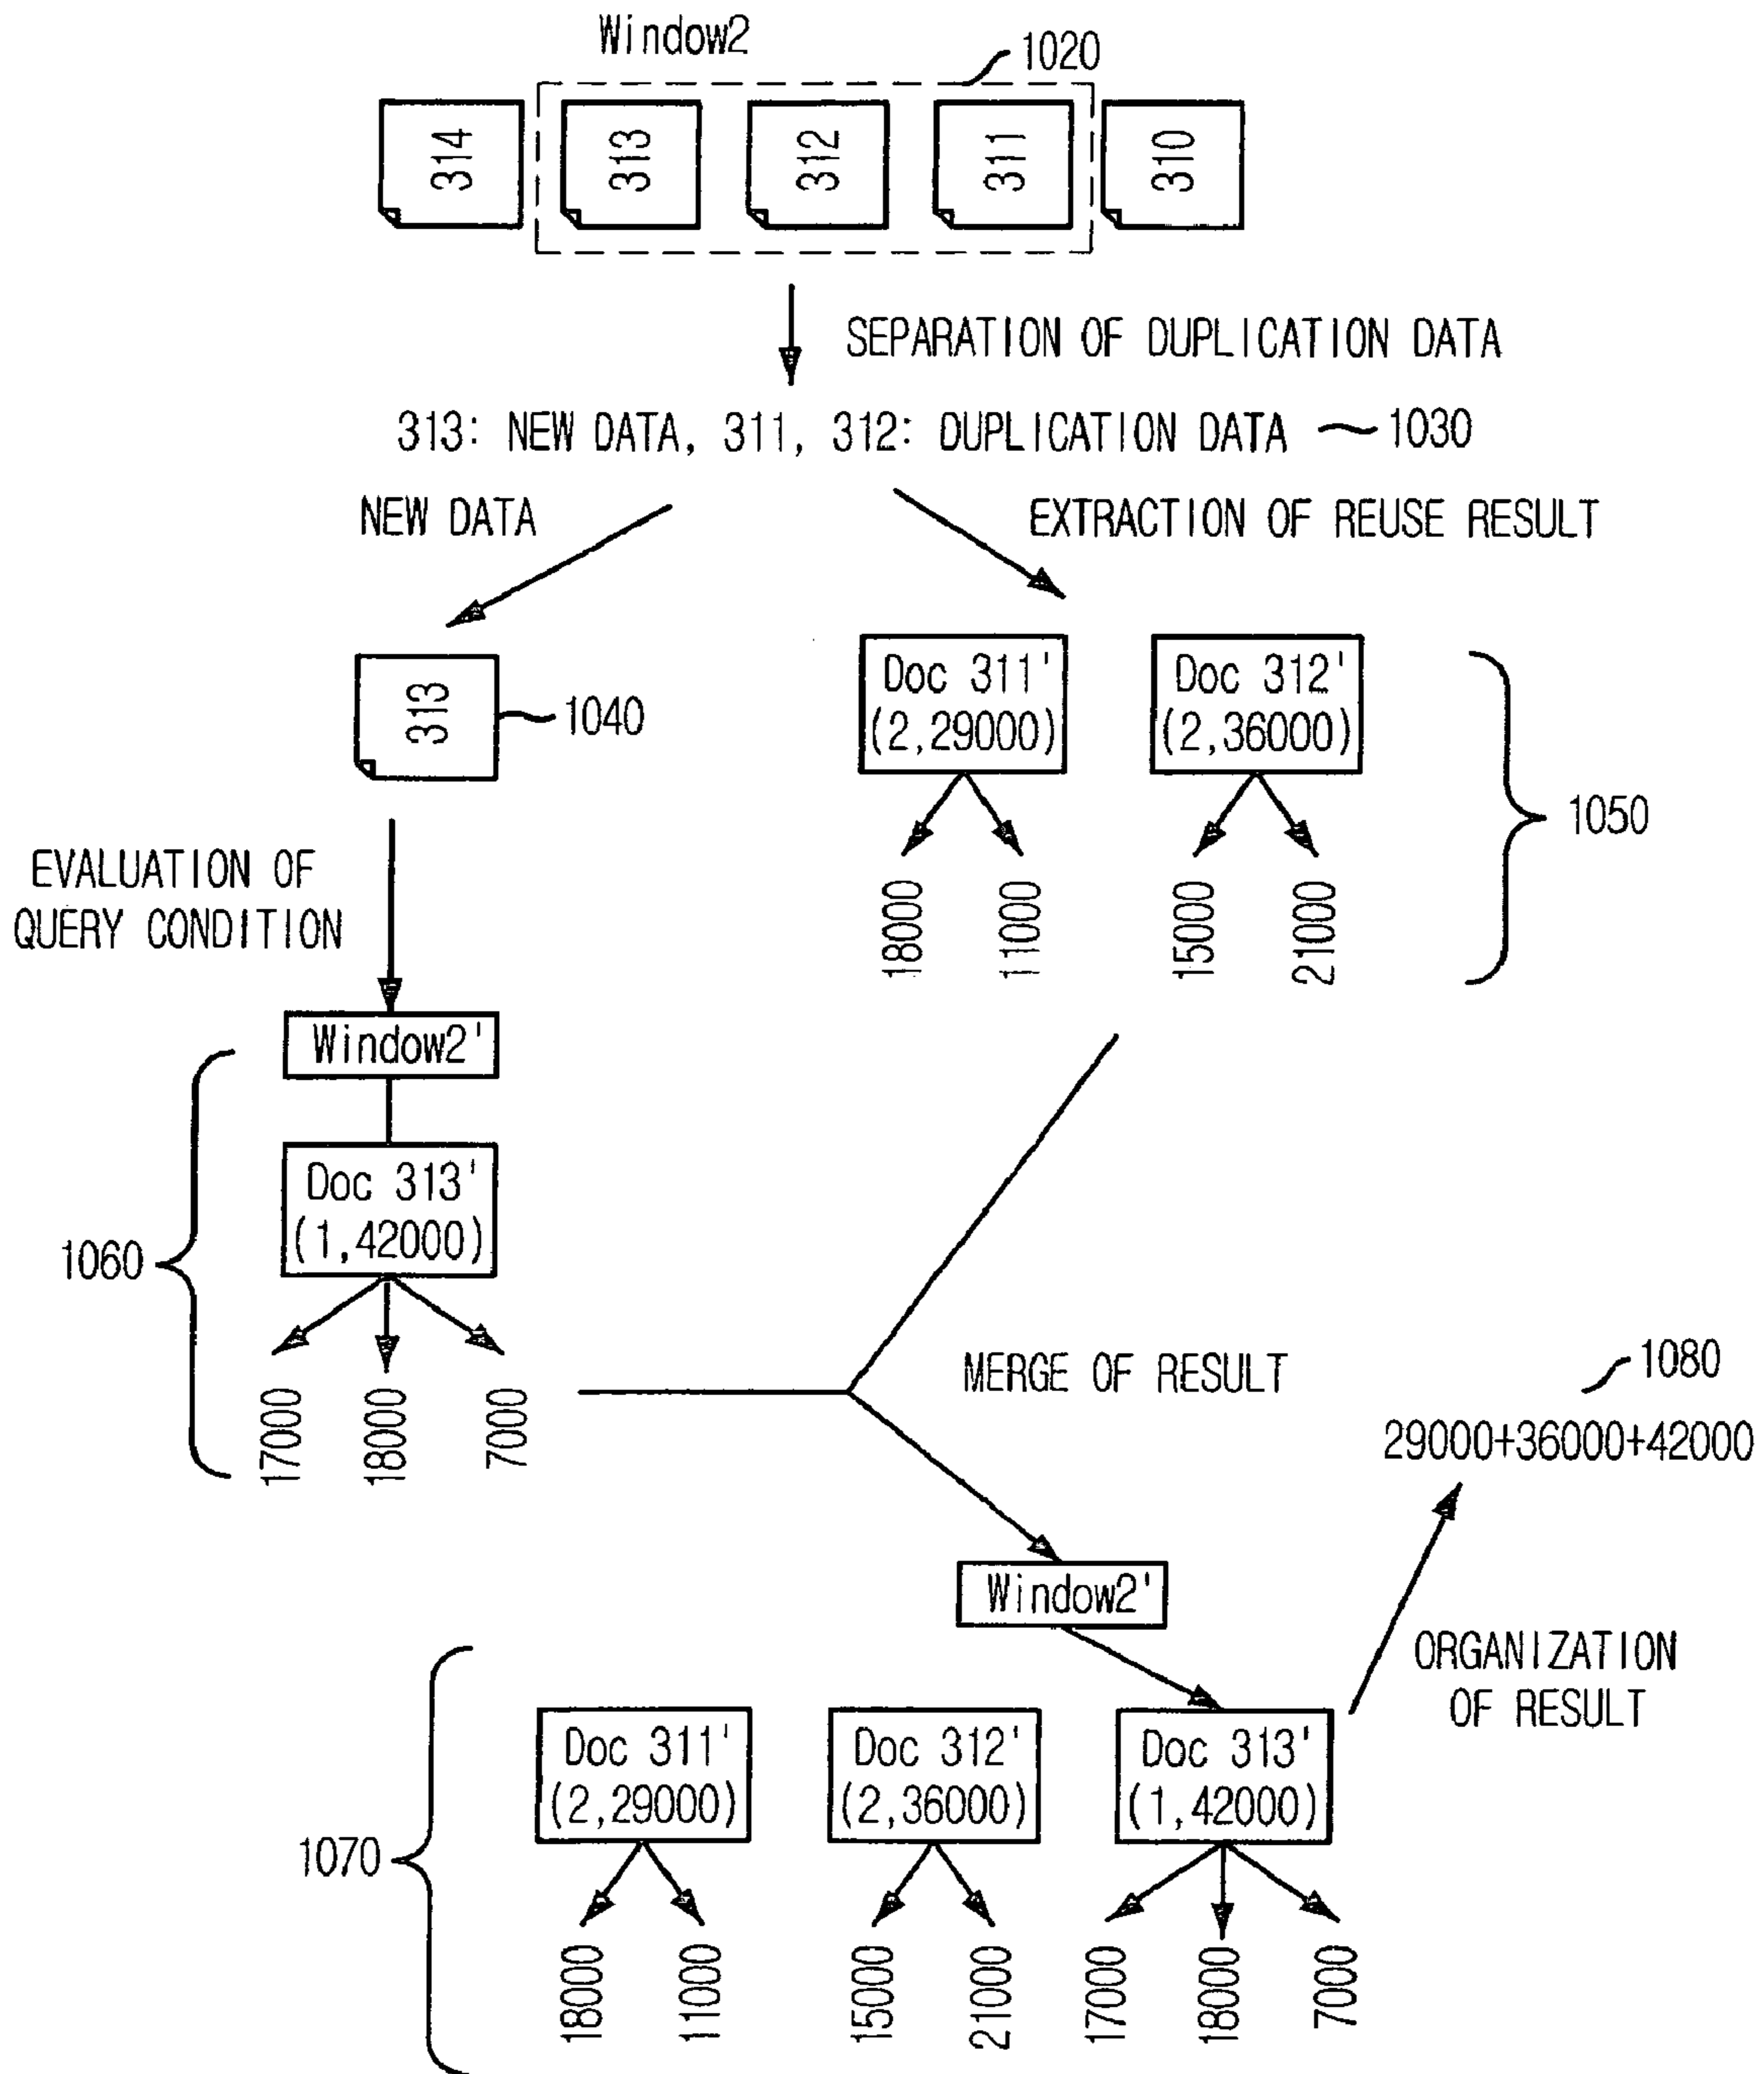 Window2
1020
314
313
312
311
310
SEPARATION OF DUPLICATION DATA
313: NEW DATA, 311, 312: DUPLICATION DATA
1030
NEW DATA
EXTRACTION OF REUSE RESULT
313
1040
Doc 311'
(2,29000)
Doc 312'
(2,36000)
18000
11000
15000
21000
1050
EVALUATION OF
QUERY CONDITION
Window2'
Doc 313'
(1,42000)
17000
18000
7000
1060
MERGE OF RESULT
1080
29000+36000+42000
Window2'
ORGANIZATION
OF RESULT
Doc 311'
(2,29000)
Doc 312'
(2,36000)
Doc 313'
(1,42000)
1070
18000
11000
15000
21000
17000
18000
7000